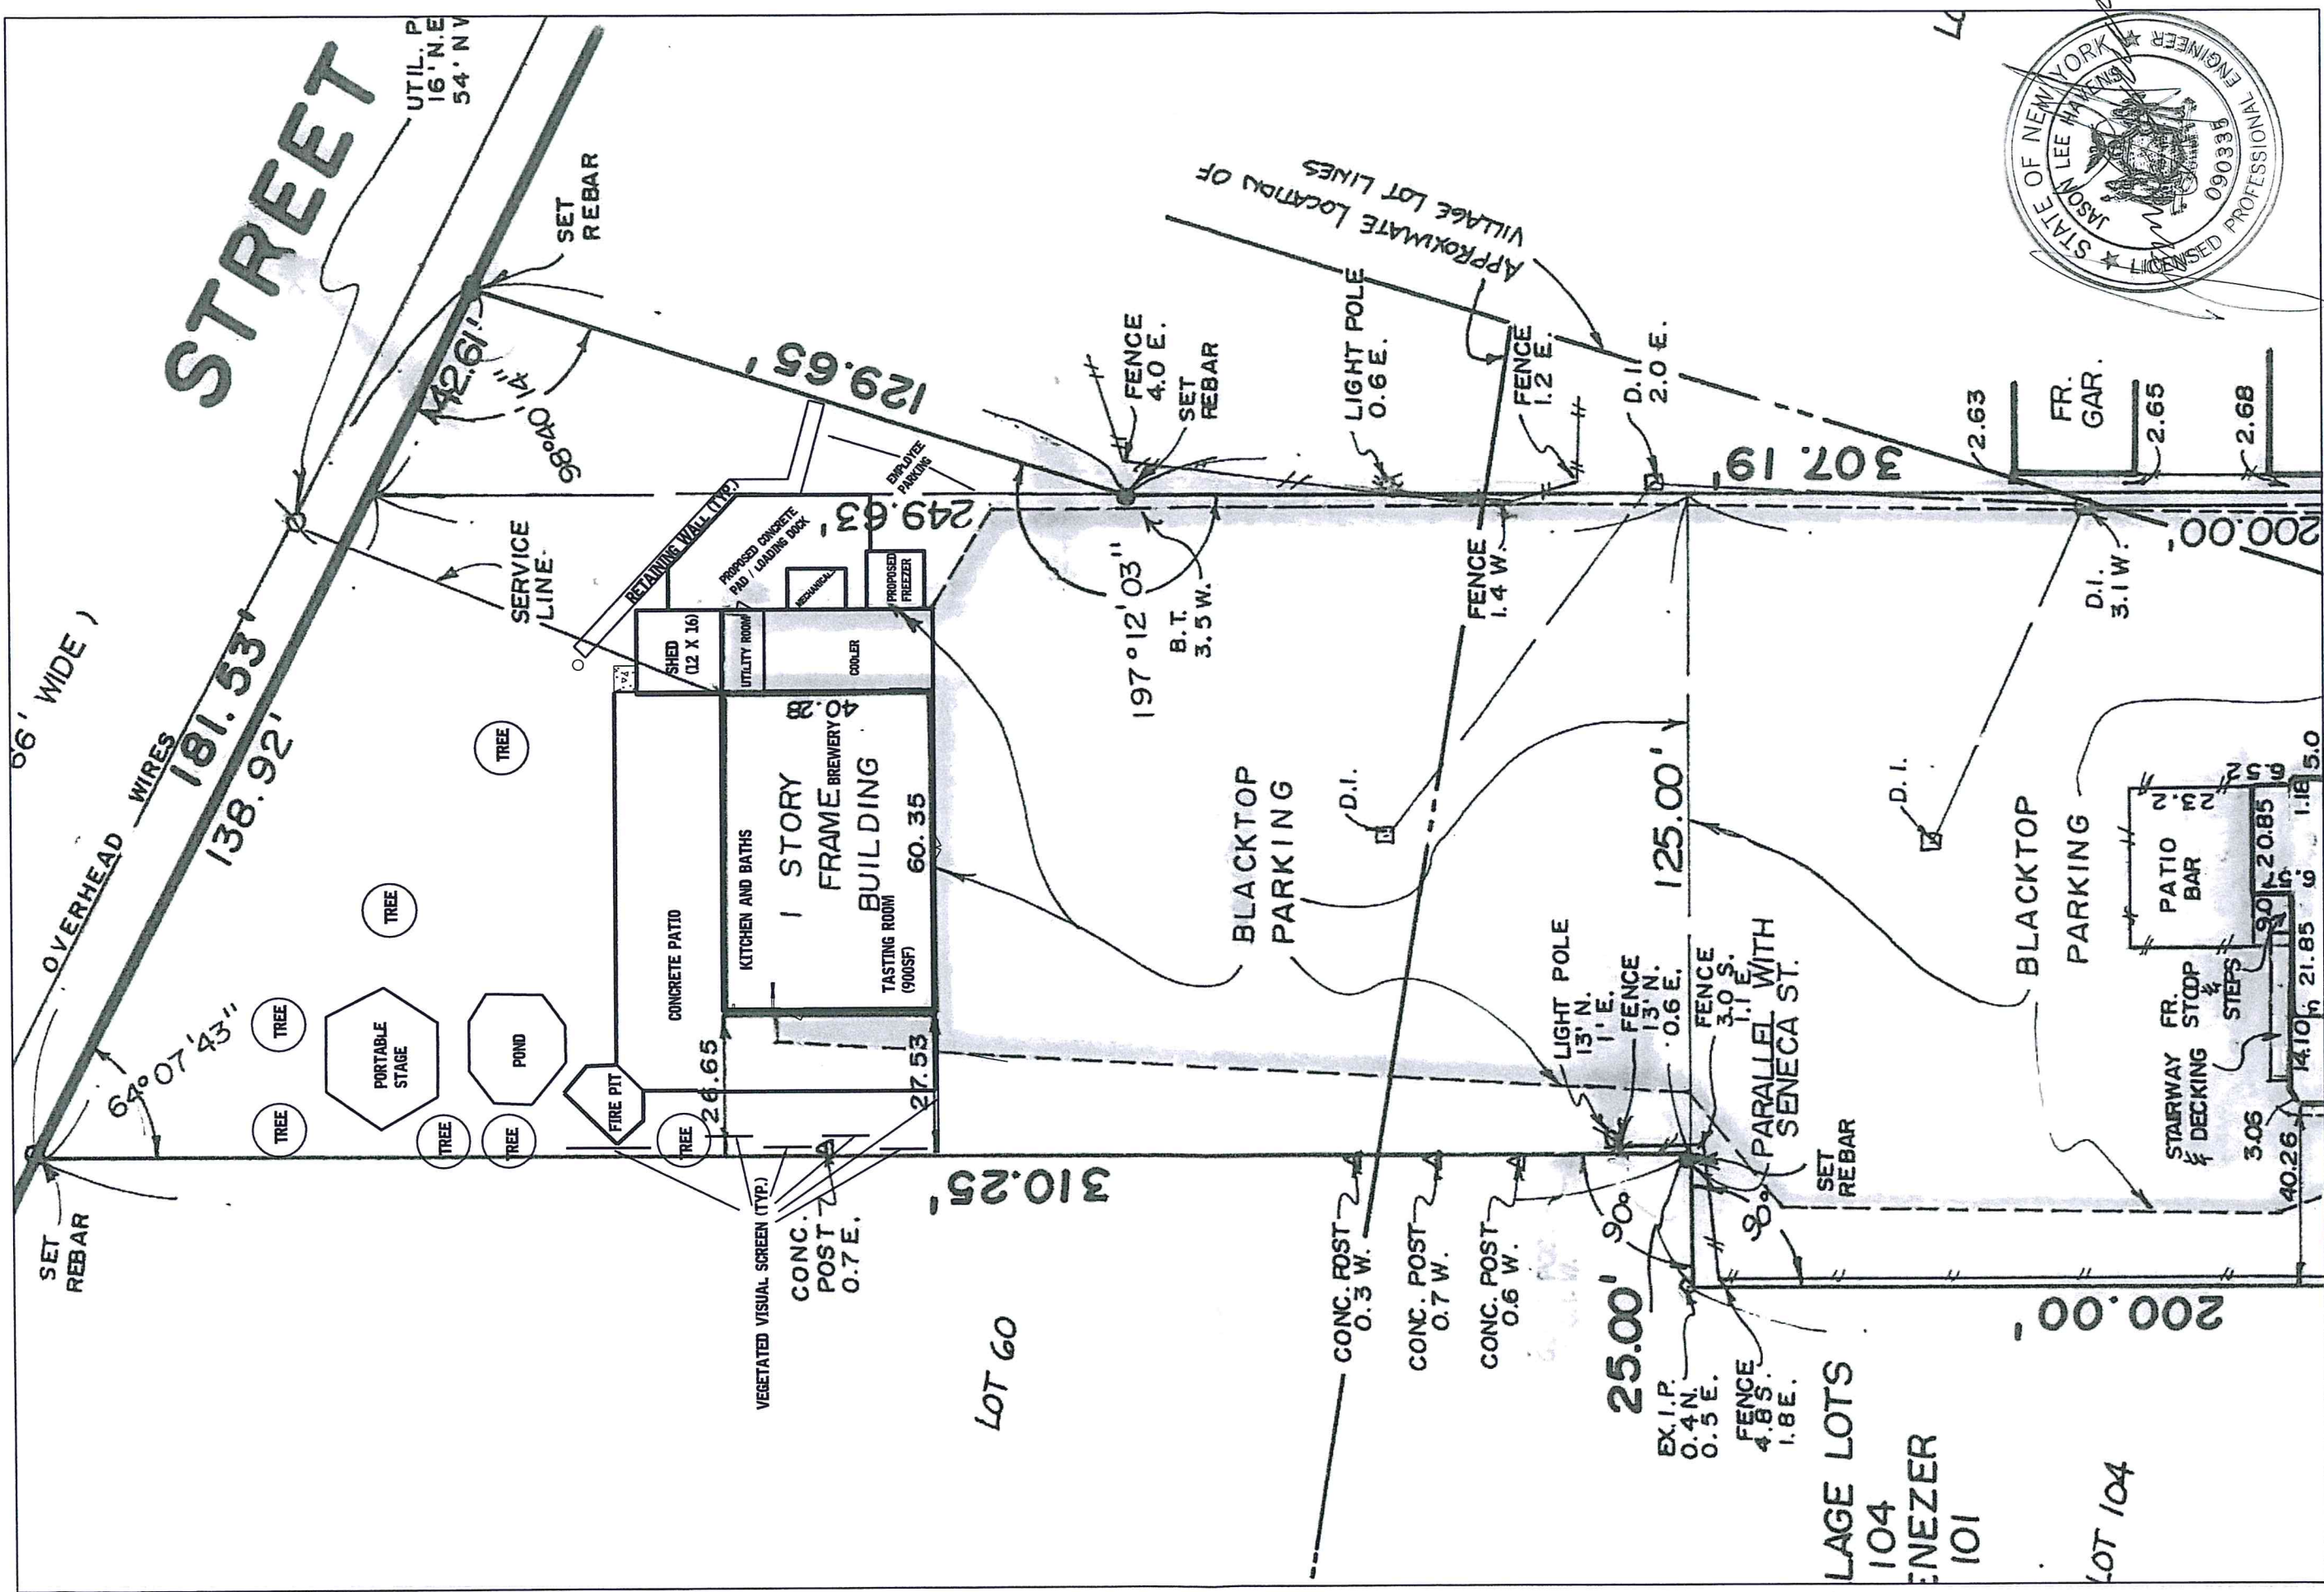 STREET
UTIL. P
16' N.E
54' N
66' WIDE )
OVERHEAD WIRES
181.53'
138.92'
42.61'
SET
REBAR
SET
REBAR
64° 07' 43"
98°40'
129.65'
SERVICE
LINE
RETAINING WALL (TYP.)
PROPOSED CONCRETE
PAD / LOADING DOCK
EMPLOYEE
PARKING
249.63'
MECHANICAL
PROPOSED
FREEZER
SHED
(12 X 16)
UTILITY ROOM
COOLER
TREE
TREE
TREE
TREE
TREE
TREE
TREE
PORTABLE
STAGE
POND
FIRE PIT
CONCRETE PATIO
KITCHEN AND BATHS
1 STORY
FRAME
BUILDING
BREWERY
TASTING ROOM
(900SF)
60.35
26.65
27.53
VEGETATED VISUAL SCREEN (TYP.)
CONC.
POST
0.7 E.
310.25'
LOT 60
FENCE
4.0 E.
SET
REBAR
197°12'03"
B.T.
3.5 W.
LIGHT POLE
0.6 E.
APPROXIMATE LOCATION OF
VILLAGE LOT LINES
FENCE
1.4 W.
FENCE
1.2 E.
D.I.
2.0 E.
307.19'
2.63
FR.
GAR.
2.65
2.68
200.00'
D.I.
3.1 W.
D.I.
D.I.
BLACKTOP
PARKING
125.00'
BLACKTOP
PARKING
CONC. POST
0.3 W.
CONC. POST
0.7 W.
CONC. POST
0.6 W.
LIGHT POLE
13' N.
1' E.
FENCE
13' N.
0.6 E.
FENCE
3.0 S.
1.1 E.
PARALLEL WITH
SENECA ST.
SET
REBAR
90°
90°
25.00'
EX. I.P.
0.4 N.
0.5 E.
FENCE
4.8 S.
1.8 E.
200.00'
PATIO
BAR
23.2
STAIRWAY
& DECKING
FR.
STOOP
&
STEPS
9.0
20.85
1.18
5.0
21.85
14.10
3.06
40.26
LAGE LOTS
104
ENEZER
101
LOT 104
STATE OF NEW YORK
JASON LEE HAVENS
090335
LICENSED PROFESSIONAL ENGINEER